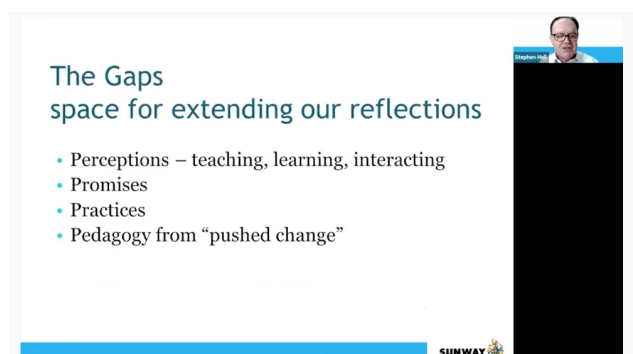 The Gaps
space for extending our reflections
• Perceptions – teaching, learning, interacting
• Promises
• Practices
• Pedagogy from “pushed change”
Stephen Hall
SUNWAY